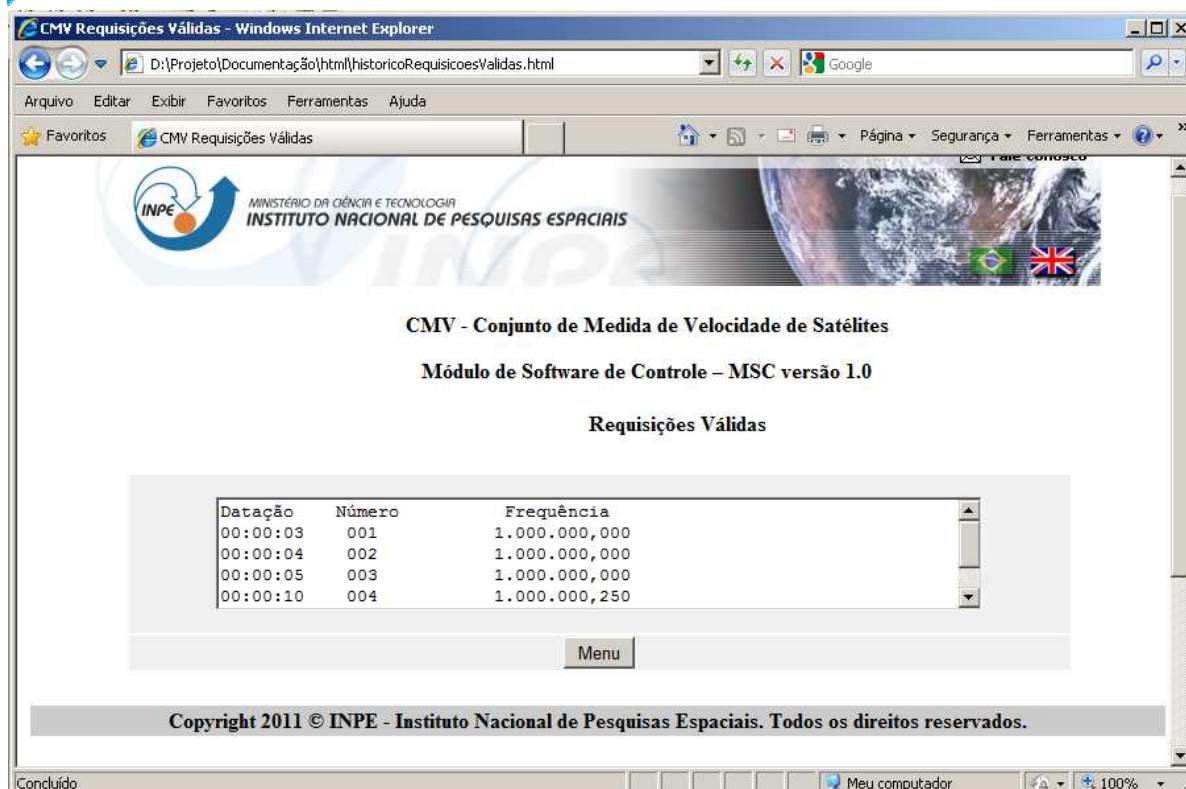 CMV Requisições Válidas - Windows Internet Explorer
D:\Projeto\Documentação\html\historicoRequisicoesValidas.html
Google
Arquivo Editar Exibir Favoritos Ferramentas Ajuda
Favoritos CMV Requisições Válidas Página Segurança Ferramentas
Fale conosco
INPE
MINISTÉRIO DA CIÊNCIA E TECNOLOGIA
INSTITUTO NACIONAL DE PESQUISAS ESPACIAIS
INPE
CMV - Conjunto de Medida de Velocidade de Satélites
Módulo de Software de Controle – MSC versão 1.0
Requisições Válidas
Datação Número Frequência
00:00:03 001 1.000.000,000
00:00:04 002 1.000.000,000
00:00:05 003 1.000.000,000
00:00:10 004 1.000.000,250
Menu
Copyright 2011 © INPE - Instituto Nacional de Pesquisas Espaciais. Todos os direitos reservados.
Concluído Meu computador 100%